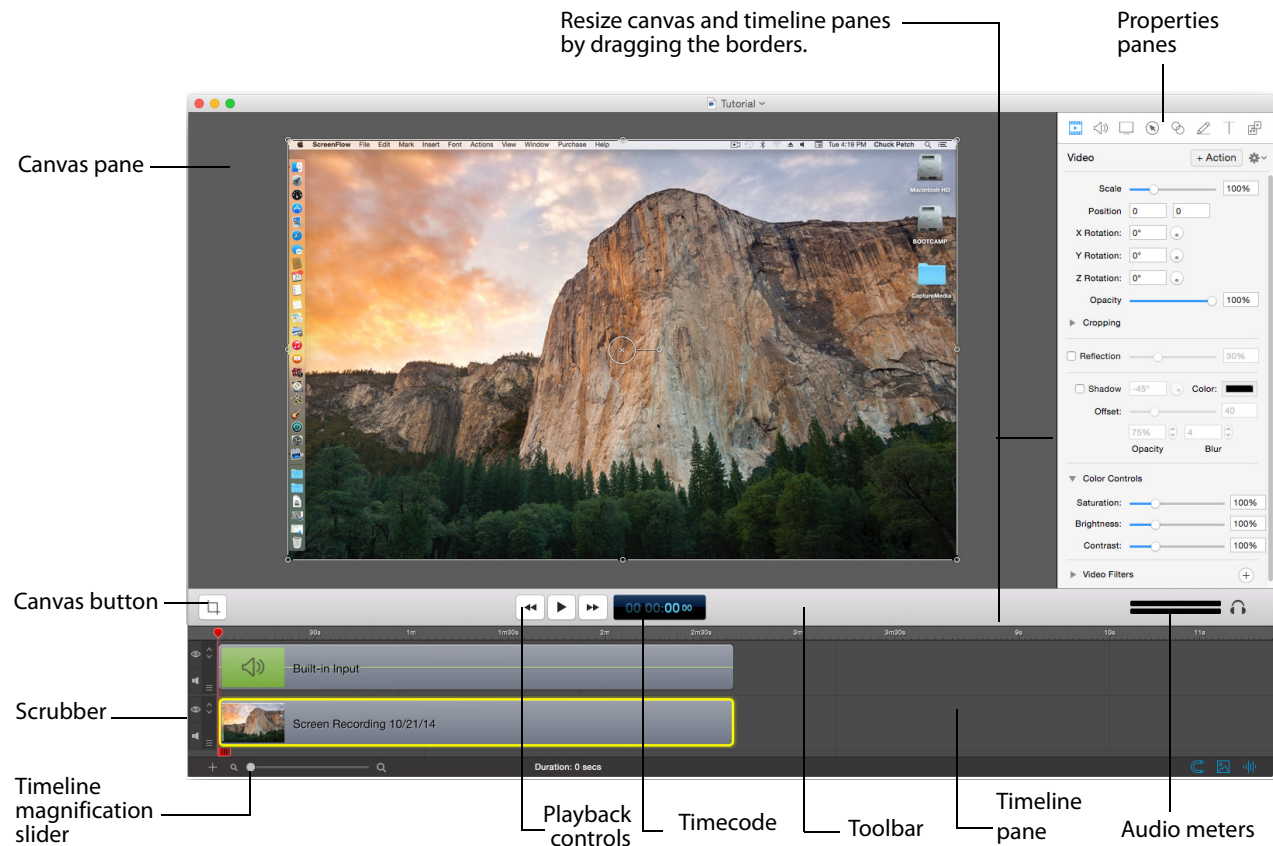 Resize canvas and timeline panes
by dragging the borders.
Properties
panes
Tutorial
Canvas pane
ScreenFlow File Edit Mark Insert Font Actions View Window Purchase Help
Tue 4:19 PM Chuck Petch
Macintosh HD
BOOTCAMP
CaptureMedia
Video
+ Action
Scale 100%
Position 0 0
X Rotation: 0°
Y Rotation: 0°
Z Rotation: 0°
Opacity 100%
Cropping
Reflection 30%
Shadow -45° Color:
Offset: 40
75% 4
Opacity Blur
Color Controls
Saturation: 100%
Brightness: 100%
Contrast: 100%
Video Filters
Canvas button
00 00:00 00
30s 1m 1m30s 2m 2m30s 3m 3m30s 9s 10s 11s
Built-in Input
Scrubber
Screen Recording 10/21/14
Duration: 0 secs
Timeline
magnification
slider
Playback
controls
Timecode
Toolbar
Timeline
pane
Audio meters